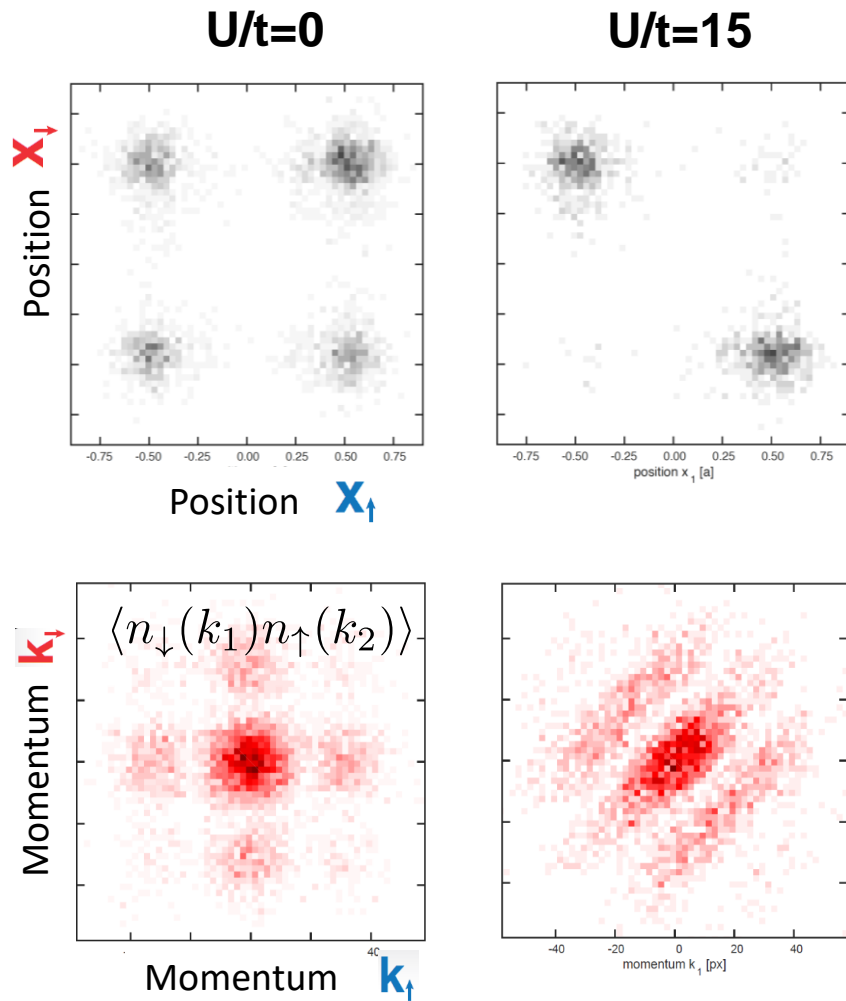 U/t=0
U/t=15
Position X↓
-0.75 -0.50 -0.25 0.00 0.25 0.50 0.75
-0.75 -0.50 -0.25 0.00 0.25 0.50 0.75
position x₁ [a]
Position X↑
⟨n↓(k₁)n↑(k₂)⟩
Momentum k↓
40
-40 -20 0 20 40
momentum k₁ [px]
Momentum k↑